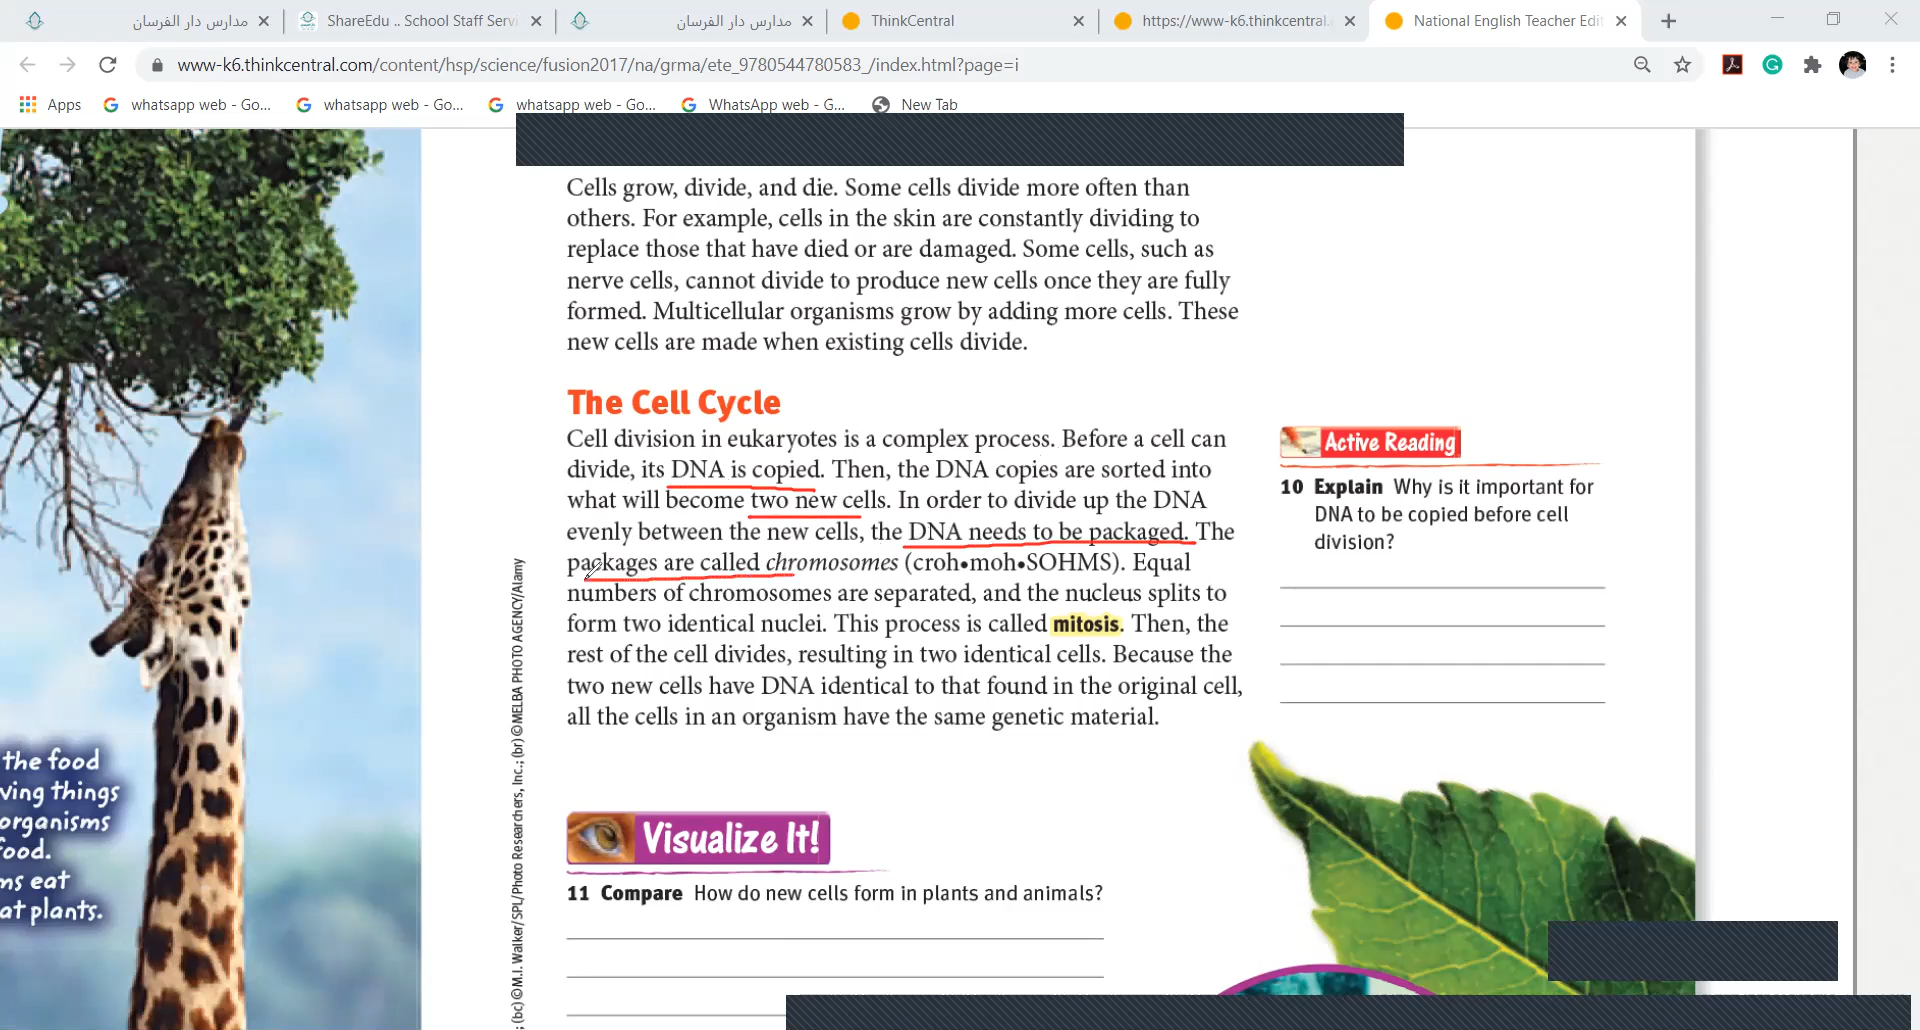 مدارس دار الفرسان
ShareEdu .. School Staff Servi
مدارس دار الفرسان
ThinkCentral
https://www-k6.thinkcentral.
National English Teacher Edit
www-k6.thinkcentral.com/content/hsp/science/fusion2017/na/grma/ete_9780544780583_/index.html?page=i
Apps
whatsapp web - Go...
whatsapp web - Go...
whatsapp web - Go...
WhatsApp web - G...
New Tab
Cells grow, divide, and die. Some cells divide more often than
others. For example, cells in the skin are constantly dividing to
replace those that have died or are damaged. Some cells, such as
nerve cells, cannot divide to produce new cells once they are fully
formed. Multicellular organisms grow by adding more cells. These
new cells are made when existing cells divide.
The Cell Cycle
Cell division in eukaryotes is a complex process. Before a cell can
divide, its DNA is copied. Then, the DNA copies are sorted into
what will become two new cells. In order to divide up the DNA
evenly between the new cells, the DNA needs to be packaged. The
packages are called chromosomes (croh•moh•SOHMS). Equal
numbers of chromosomes are separated, and the nucleus splits to
form two identical nuclei. This process is called mitosis. Then, the
rest of the cell divides, resulting in two identical cells. Because the
two new cells have DNA identical to that found in the original cell,
all the cells in an organism have the same genetic material.
Active Reading
10 Explain Why is it important for
DNA to be copied before cell
division?
Visualize It!
11 Compare How do new cells form in plants and animals?
the food
ving things
organisms
food.
ms eat
at plants.
; (bc) ©M.I. Walker/SPL/Photo Researchers, Inc.; (br) ©MELBA PHOTO AGENCY/Alamy